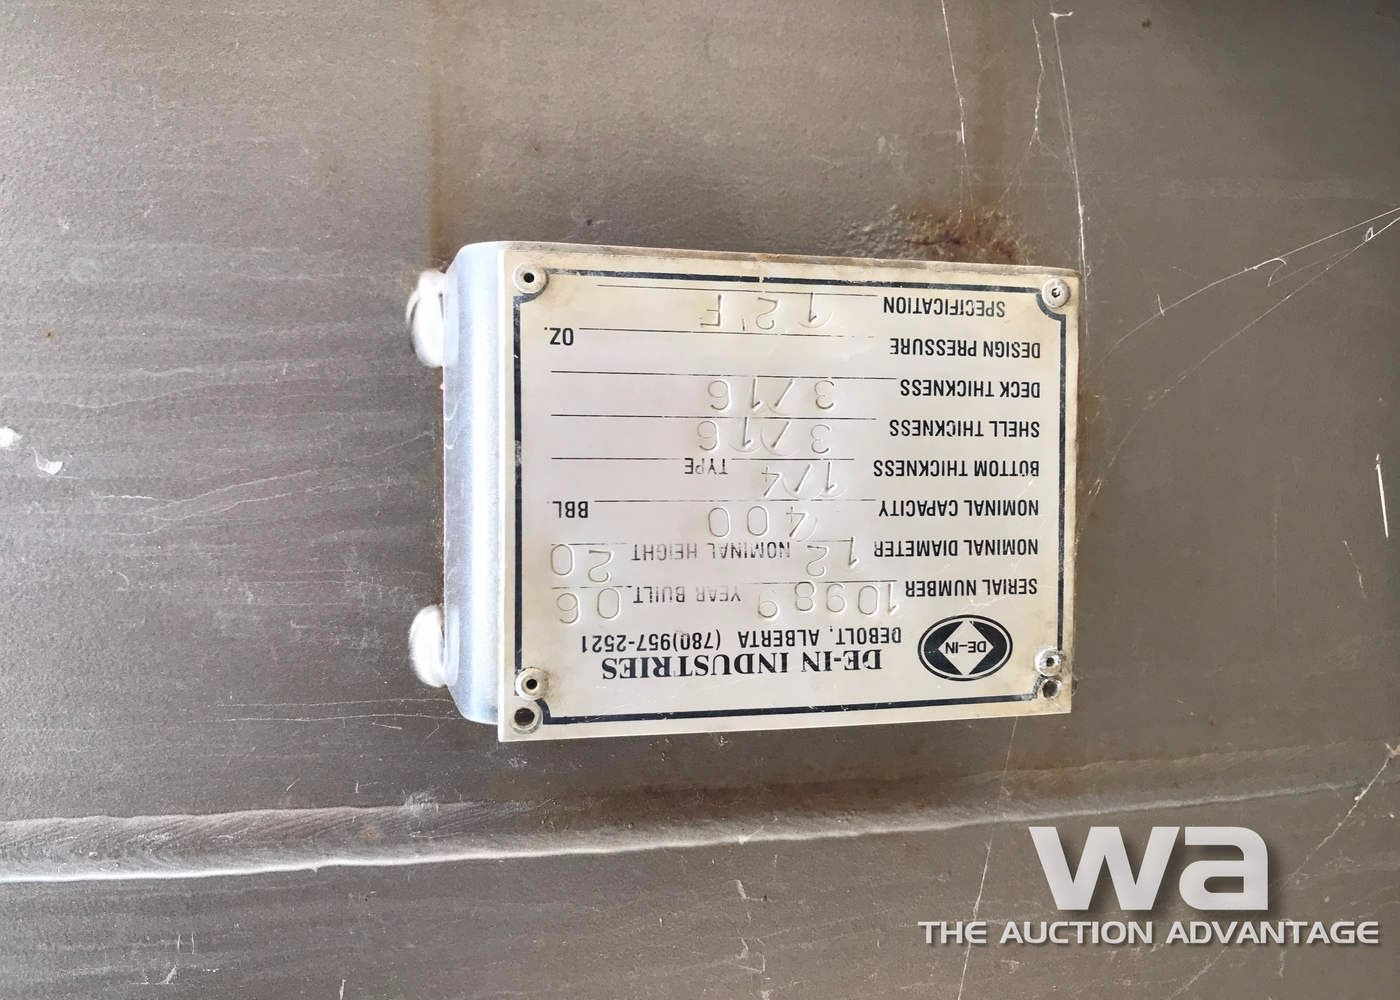 DE-IN
DE-IN INDUSTRIES
DEBOLT, ALBERTA (780)957-2521
SERIAL NUMBER 10989 YEAR BUILT 06
NOMINAL DIAMETER 12 NOMINAL HEIGHT 20
NOMINAL CAPACITY 400 BBL
BOTTOM THICKNESS 1/4 TYPE
SHELL THICKNESS 3/16
DECK THICKNESS 3/16
DESIGN PRESSURE OZ.
SPECIFICATION 12'F
wa
THE AUCTION ADVANTAGE